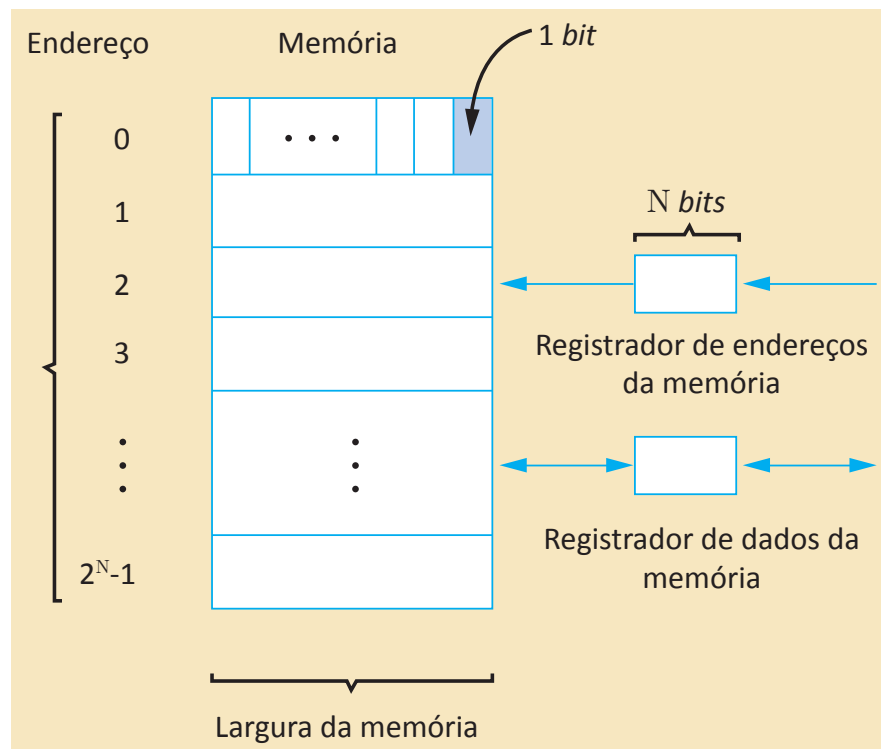 Endereço
Memória
1 bit
0
1
2
3
2^N-1
N bits
Registrador de endereços
da memória
Registrador de dados da
memória
Largura da memória